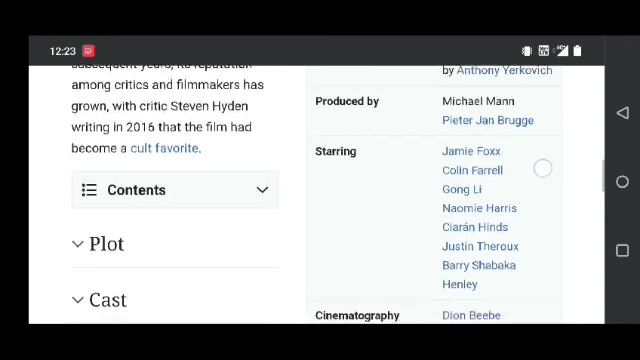 12:23
subsequent years, its reputation
among critics and filmmakers has
grown, with critic Steven Hyden
writing in 2016 that the film had
become a cult favorite.
Contents
Plot
Cast
by Anthony Yerkovich
Produced by
Michael Mann
Pieter Jan Brugge
Starring
Jamie Foxx
Colin Farrell
Gong Li
Naomie Harris
Ciarán Hinds
Justin Theroux
Barry Shabaka
Henley
Cinematography
Dion Beebe